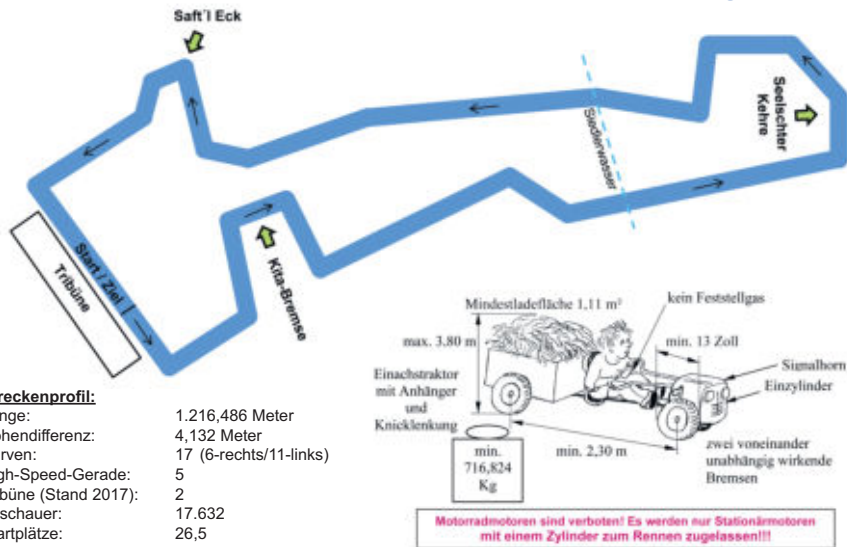 Saft´l Eck
Seelschter
Kehre
Siedlerwasser
Kita-Bremse
Start / Ziel
Tribüne
Mindestladefläche 1,11 m²
kein Feststellgas
max. 3,80 m
min. 13 Zoll
Signalhorn
Einachstraktor
mit Anhänger
und
Knicklenkung
Einzylinder
min.
716,824
Kg
min. 2,30 m
zwei voneinander
unabhängig wirkende
Bremsen
reckenprofil:
nge: 1.216,486 Meter
hendifferenz: 4,132 Meter
rven: 17 (6-rechts/11-links)
gh-Speed-Gerade: 5
büne (Stand 2017): 2
schauer: 17.632
artplätze: 26,5
Motorradmotoren sind verboten! Es werden nur Stationärmotoren
mit einem Zylinder zum Rennen zugelassen!!!